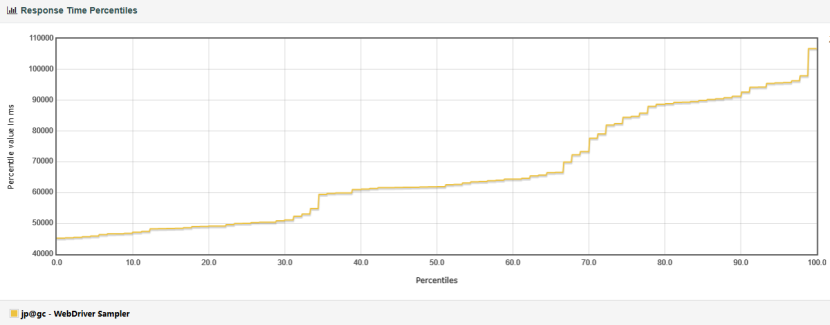 Response Time Percentiles
110000
100000
90000
80000
70000
60000
50000
40000
Percentile value in ms
0.0 10.0 20.0 30.0 40.0 50.0 60.0 70.0 80.0 90.0 100.0
Percentiles
jp@gc - WebDriver Sampler